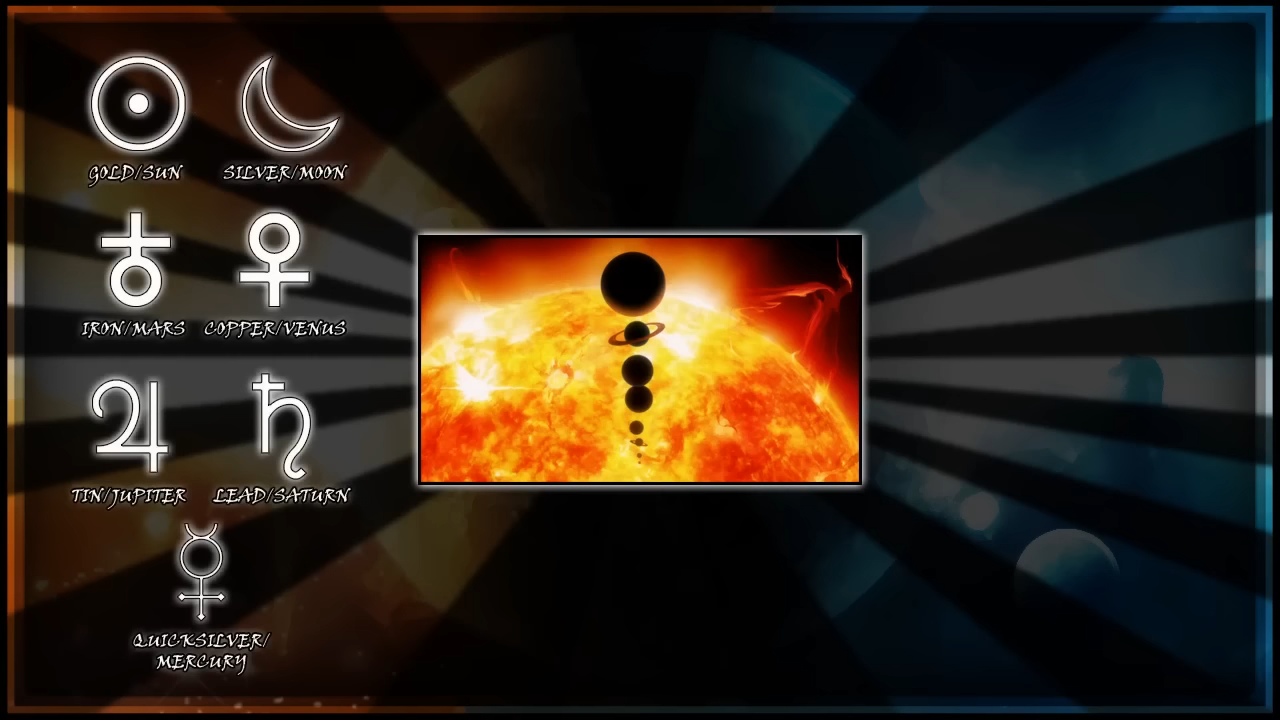 GOLD/SUN
SILVER/MOON
IRON/MARS
COPPER/VENUS
TIN/JUPITER
LEAD/SATURN
QUICKSILVER/
MERCURY